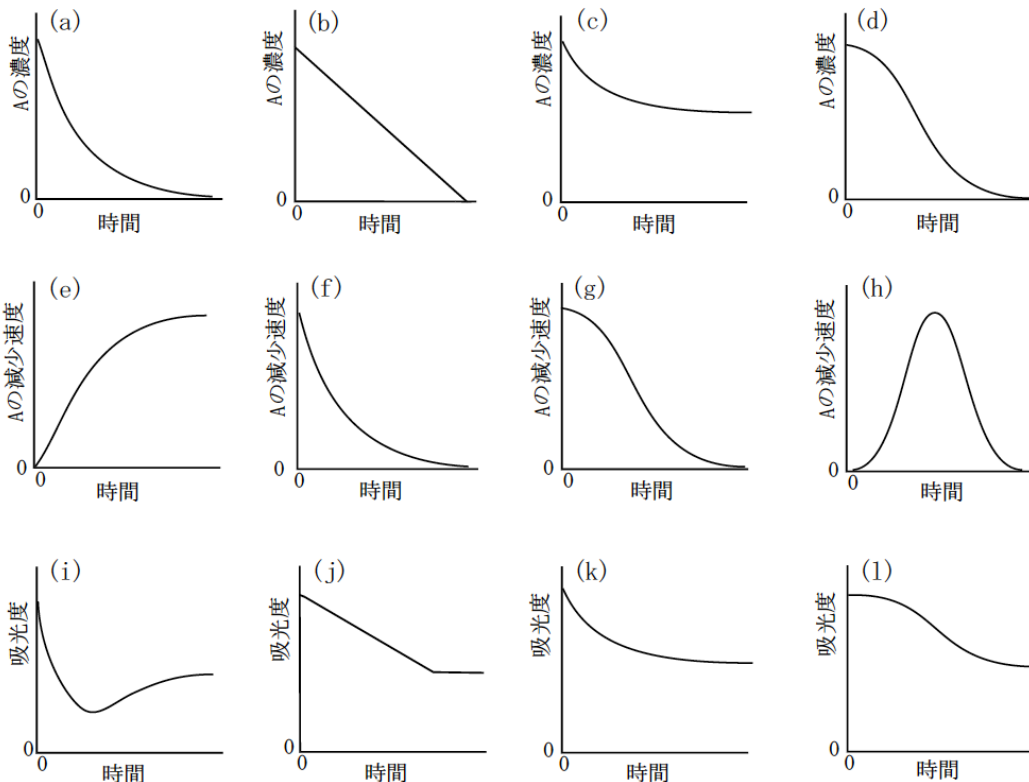 (a)
Aの濃度
0
0
時間
(b)
Aの濃度
0
0
時間
(c)
Aの濃度
0
0
時間
(d)
Aの濃度
0
0
時間
(e)
Aの減少速度
0
0
時間
(f)
Aの減少速度
0
0
時間
(g)
Aの減少速度
0
0
時間
(h)
Aの減少速度
0
0
時間
(i)
吸光度
0
0
時間
(j)
吸光度
0
0
時間
(k)
吸光度
0
0
時間
(l)
吸光度
0
0
時間